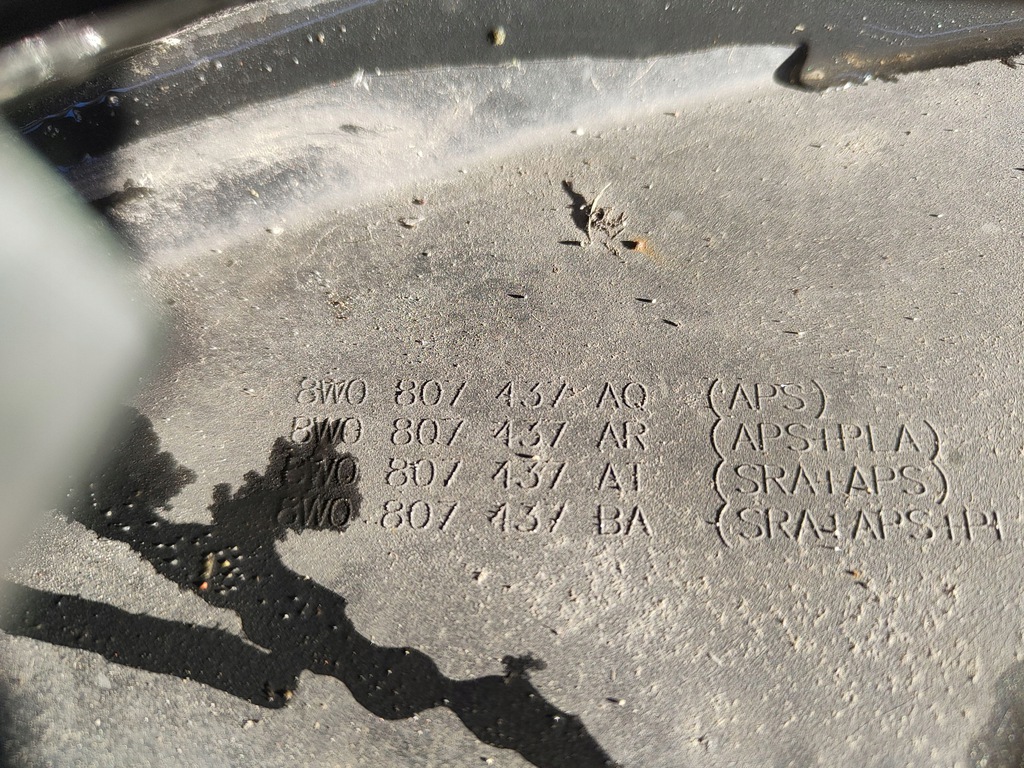 8W0 807 437 AQ (APS)
8W0 807 437 AR (APS+PLA)
8W0 807 437 AT (SRA+APS)
8W0 807 437 BA (SRA+APS+PL